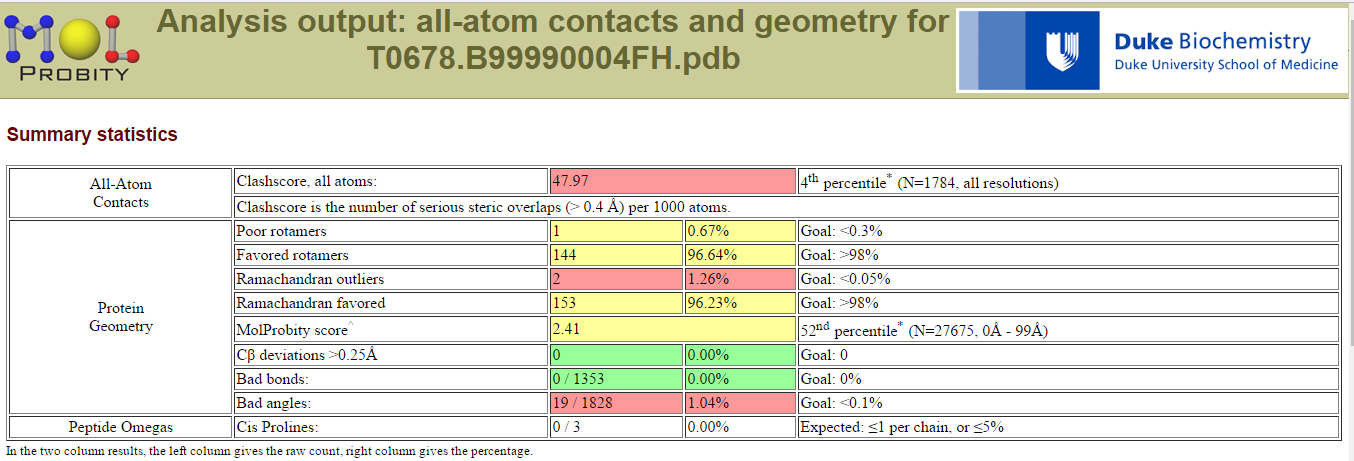 MOL
PROBITY
Analysis output: all-atom contacts and geometry for
T0678.B99990004FH.pdb
Duke Biochemistry
Duke University School of Medicine
Summary statistics
All-Atom
Contacts
Clashscore, all atoms: 47.97 4th percentile* (N=1784, all resolutions)
Clashscore is the number of serious steric overlaps (> 0.4 Å) per 1000 atoms.
Protein
Geometry
Poor rotamers 1 0.67% Goal: <0.3%
Favored rotamers 144 96.64% Goal: >98%
Ramachandran outliers 2 1.26% Goal: <0.05%
Ramachandran favored 153 96.23% Goal: >98%
MolProbity score^ 2.41 52nd percentile* (N=27675, 0Å - 99Å)
Cβ deviations >0.25Å 0 0.00% Goal: 0
Bad bonds: 0 / 1353 0.00% Goal: 0%
Bad angles: 19 / 1828 1.04% Goal: <0.1%
Peptide Omegas Cis Prolines: 0 / 3 0.00% Expected: ≤1 per chain, or ≤5%
In the two column results, the left column gives the raw count, right column gives the percentage.